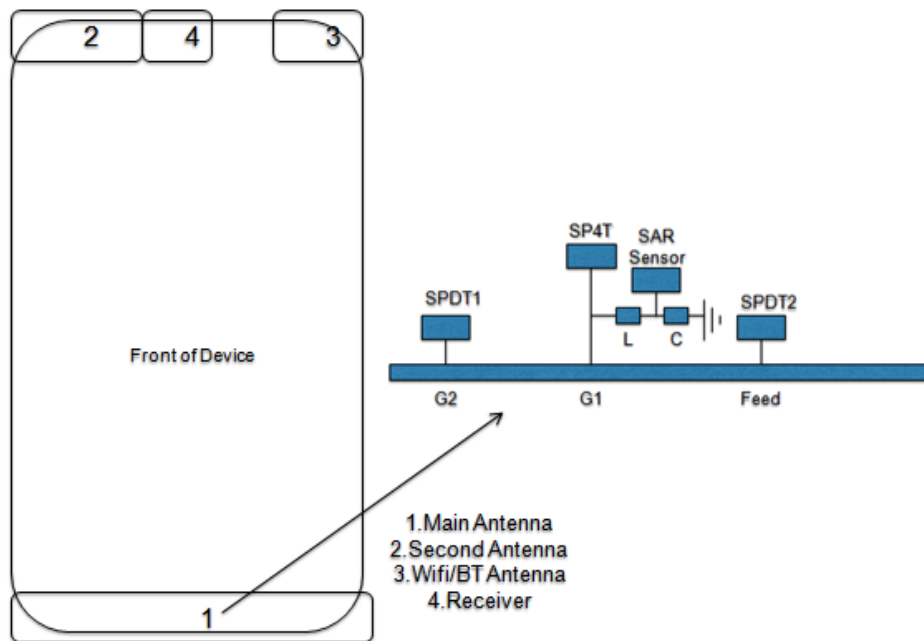 2
4
3
SP4T
SAR
Sensor
SPDT1
SPDT2
L
C
Front of Device
G2
G1
Feed
1.Main Antenna
2.Second Antenna
3.Wifi/BT Antenna
4.Receiver
1